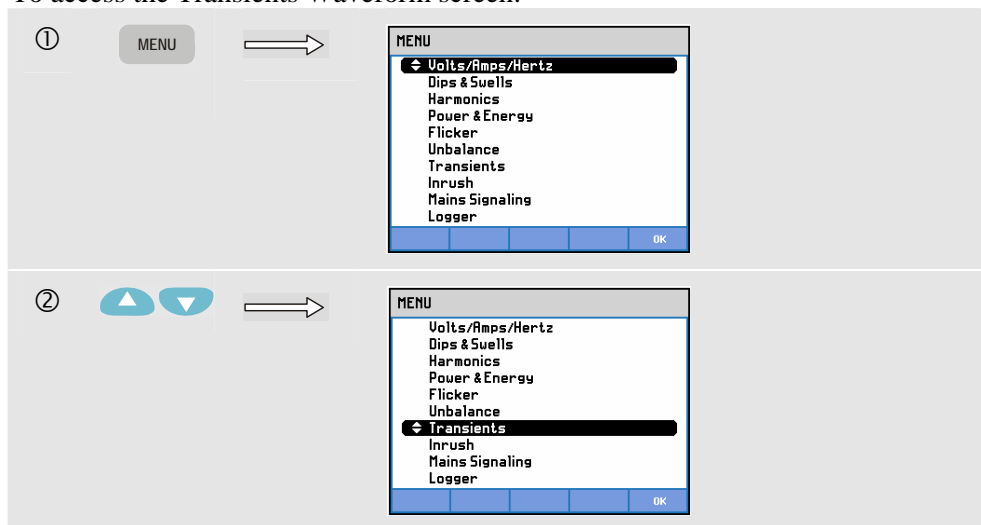 To access the Transients Waveform screen:
①
MENU
MENU
Volts/Amps/Hertz
Dips & Swells
Harmonics
Power & Energy
Flicker
Unbalance
Transients
Inrush
Mains Signaling
Logger
OK
②
MENU
Volts/Amps/Hertz
Dips & Swells
Harmonics
Power & Energy
Flicker
Unbalance
Transients
Inrush
Mains Signaling
Logger
OK